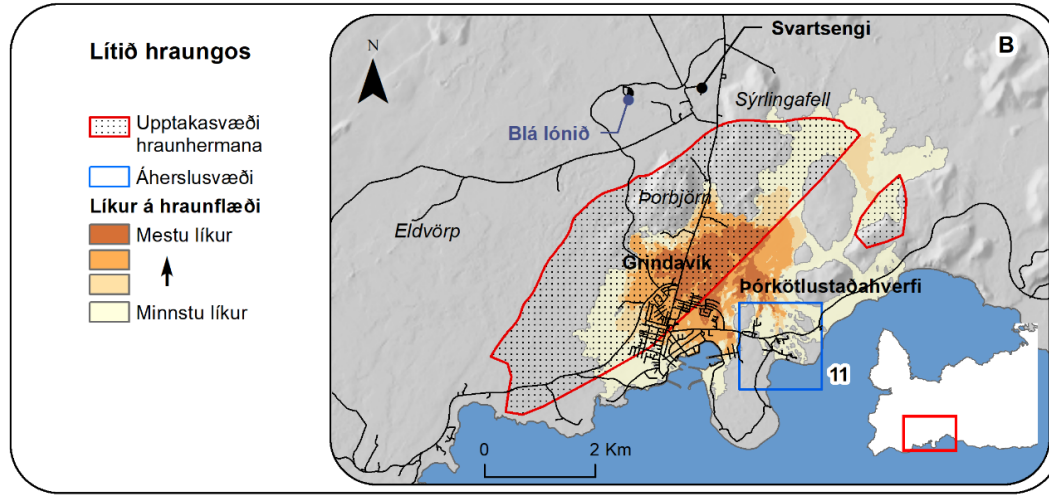 Lítið hraungos
Upptakasvæði
hraunhermana
Áherslusvæði
Líkur á hraunflæði
Mestu líkur
Minnstu líkur
B
N
Svartsengi
Sýrlingafell
Blá lónið
Þorbjörn
Eldvörp
Grindavík
Þórkötlustaðahverfi
11
0
2 Km